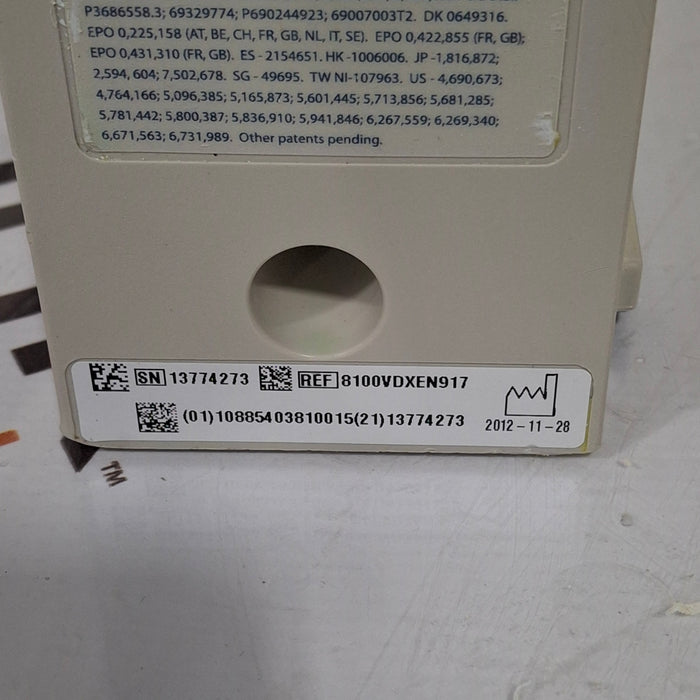 P3686558.3; 69329774; P690244923; 69007003T2. DK 0649316.
EPO 0,225,158 (AT, BE, CH, FR, GB, NL, IT, SE). EPO 0,422,855 (FR, GB);
EPO 0,431,310 (FR, GB). ES - 2154651. HK -1006006. JP -1,816,872;
2,594, 604; 7,502,678. SG - 49695. TW NI-107963. US - 4,690,673;
4,764,166; 5,096,385; 5,165,873; 5,601,445; 5,713,856; 5,681,285;
5,781,442; 5,800,387; 5,836,910; 5,941,846; 6,267,559; 6,269,340;
6,671,563; 6,731,989. Other patents pending.
SN 13774273 REF 8100VDXEN917
(01)10885403810015(21)13774273
2012-11-28
TM